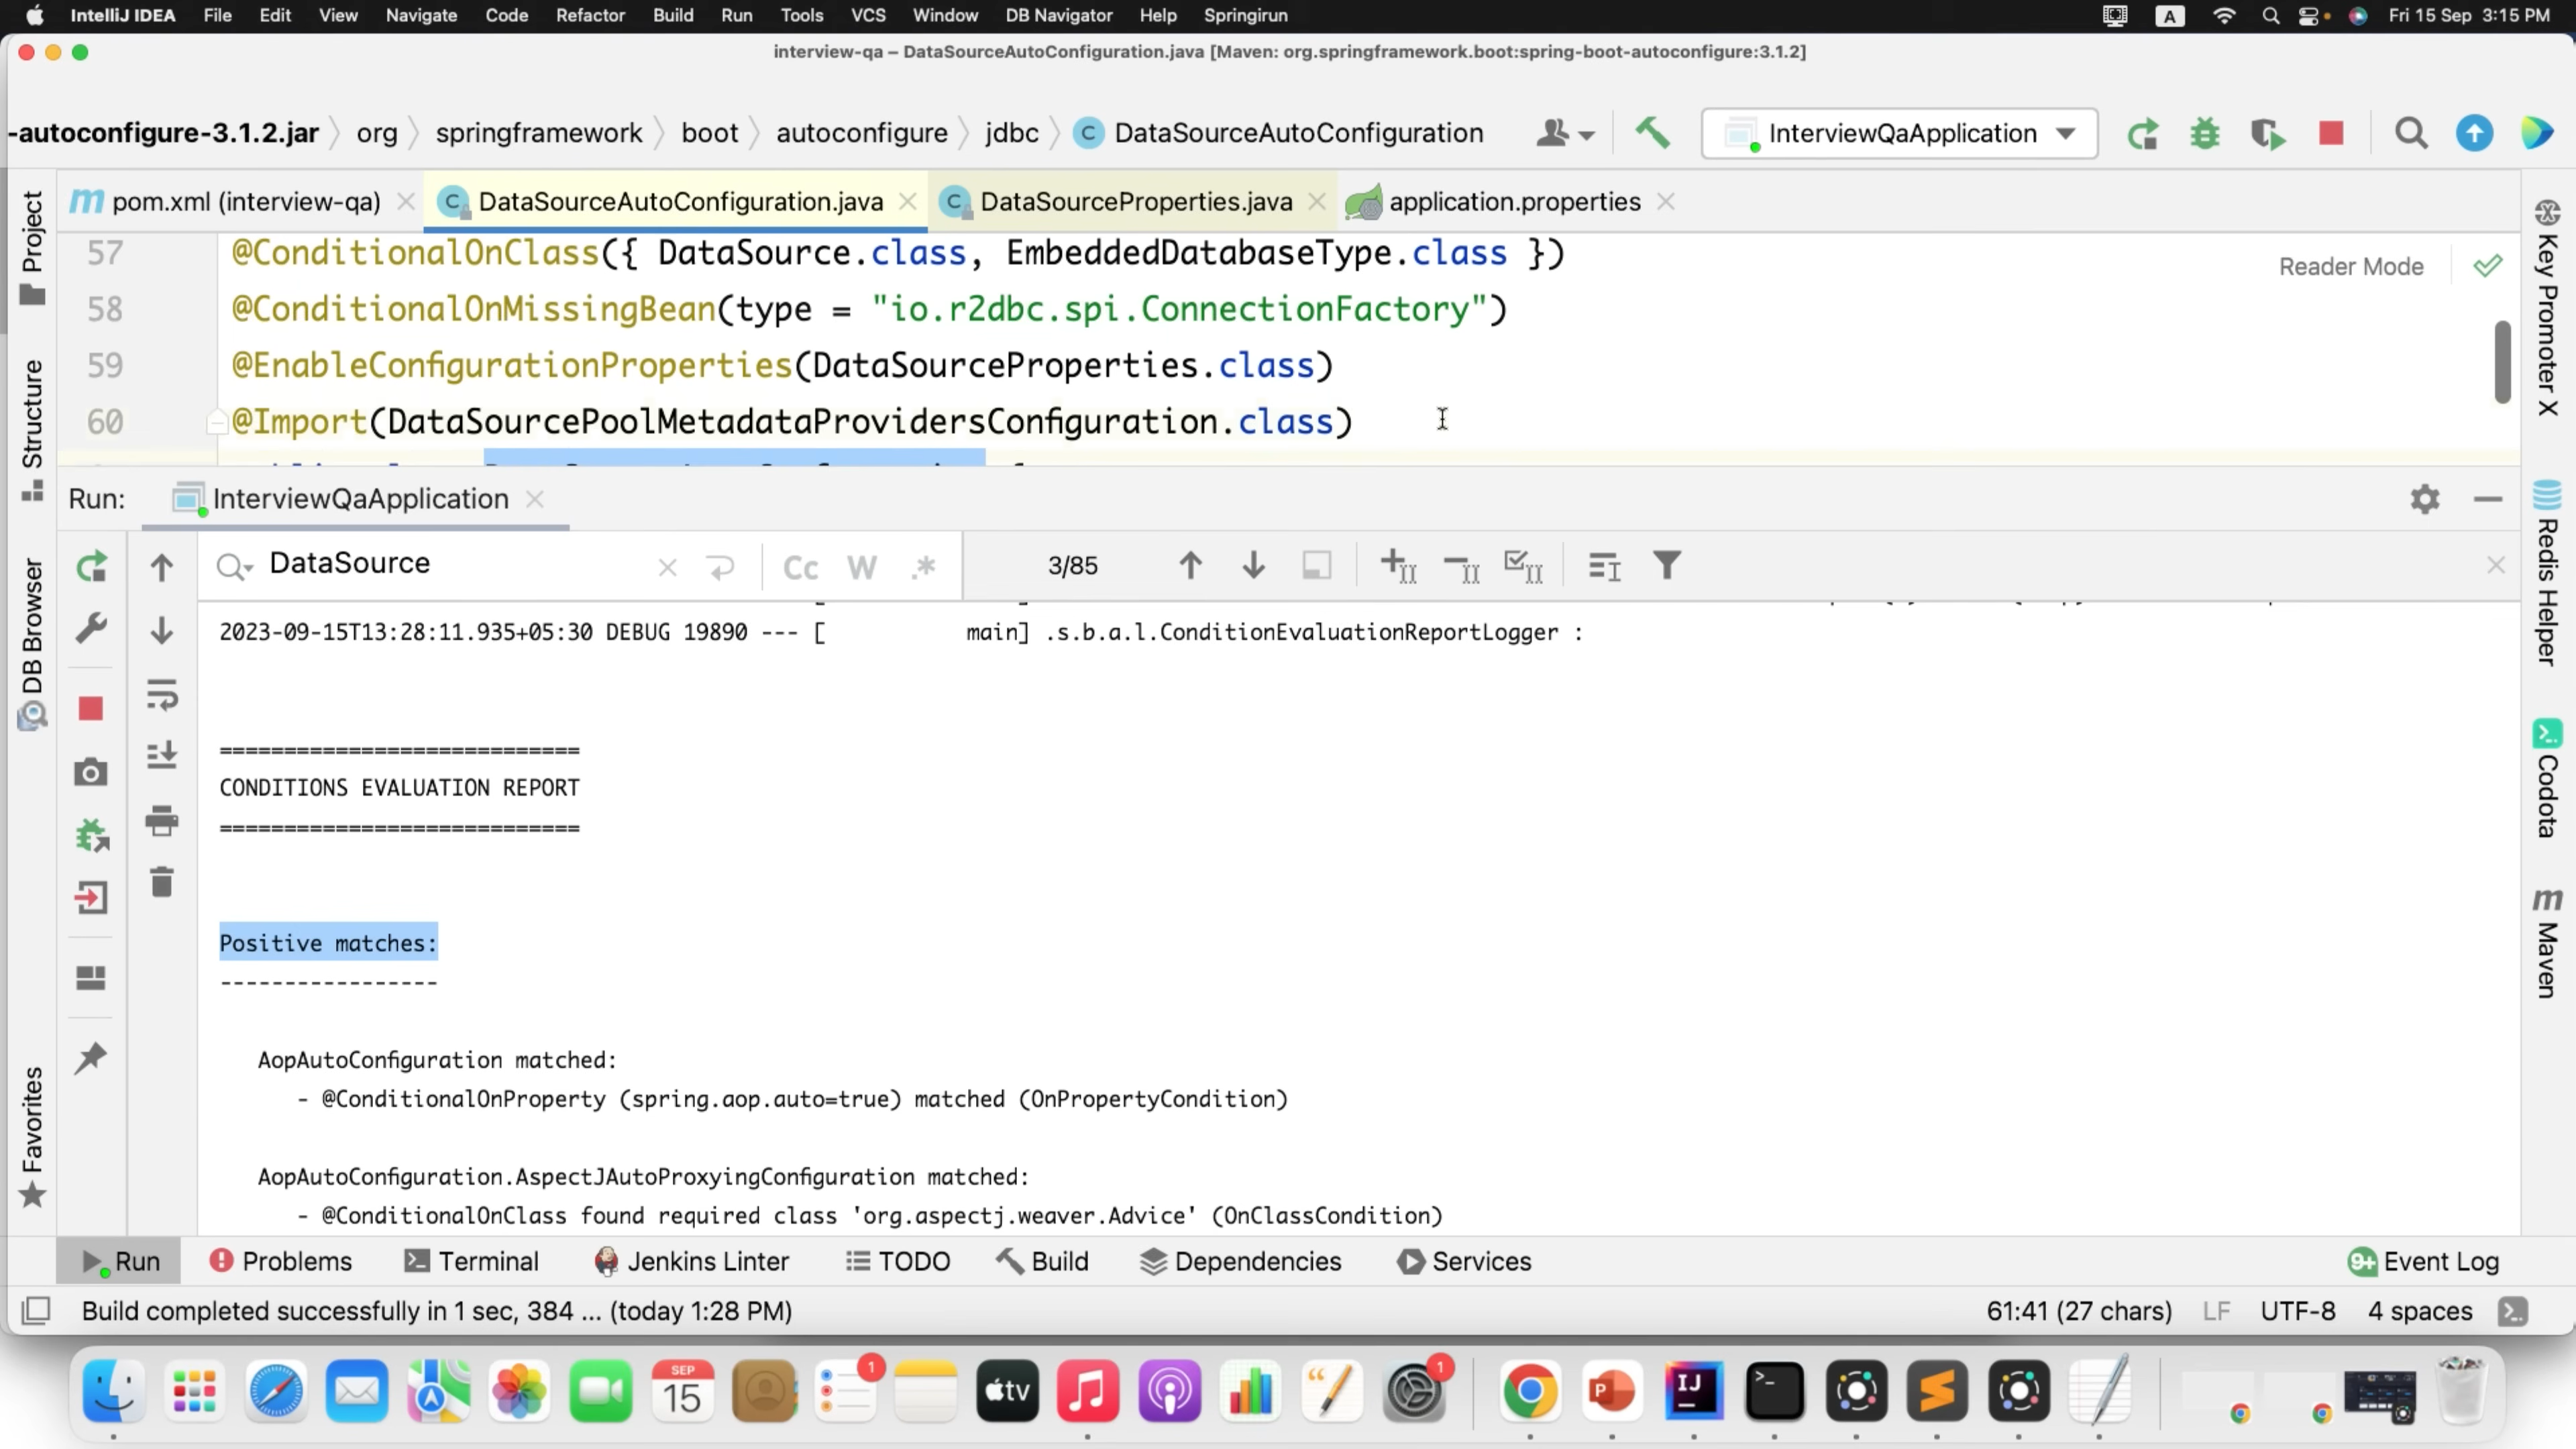 IntelliJ IDEA File Edit View Navigate Code Refactor Build Run Tools VCS Window DB Navigator Help Springirun A Fri 15 Sep 3:15 PM
interview-qa – DataSourceAutoConfiguration.java [Maven: org.springframework.boot:spring-boot-autoconfigure:3.1.2]
-autoconfigure-3.1.2.jar org springframework boot autoconfigure jdbc C DataSourceAutoConfiguration InterviewQaApplication
m pom.xml (interview-qa) C DataSourceAutoConfiguration.java C DataSourceProperties.java application.properties
57 @ConditionalOnClass({ DataSource.class, EmbeddedDatabaseType.class })
Reader Mode
58 @ConditionalOnMissingBean(type = "io.r2dbc.spi.ConnectionFactory")
59 @EnableConfigurationProperties(DataSourceProperties.class)
60 @Import(DataSourcePoolMetadataProvidersConfiguration.class)
Run: InterviewQaApplication
DataSource Cc W .* 3/85
2023-09-15T13:28:11.935+05:30 DEBUG 19890 --- [           main] .s.b.a.l.ConditionEvaluationReportLogger :
============================
CONDITIONS EVALUATION REPORT
============================
Positive matches:
-----------------
AopAutoConfiguration matched:
- @ConditionalOnProperty (spring.aop.auto=true) matched (OnPropertyCondition)
AopAutoConfiguration.AspectJAutoProxyingConfiguration matched:
- @ConditionalOnClass found required class 'org.aspectj.weaver.Advice' (OnClassCondition)
Project
Structure
DB Browser
Favorites
Key Promoter X
Redis Helper
Codota
m Maven
Run Problems Terminal Jenkins Linter TODO Build Dependencies Services 9+ Event Log
Build completed successfully in 1 sec, 384 ... (today 1:28 PM) 61:41 (27 chars) LF UTF-8 4 spaces
SEP
15
1
tv
1
P
IJ